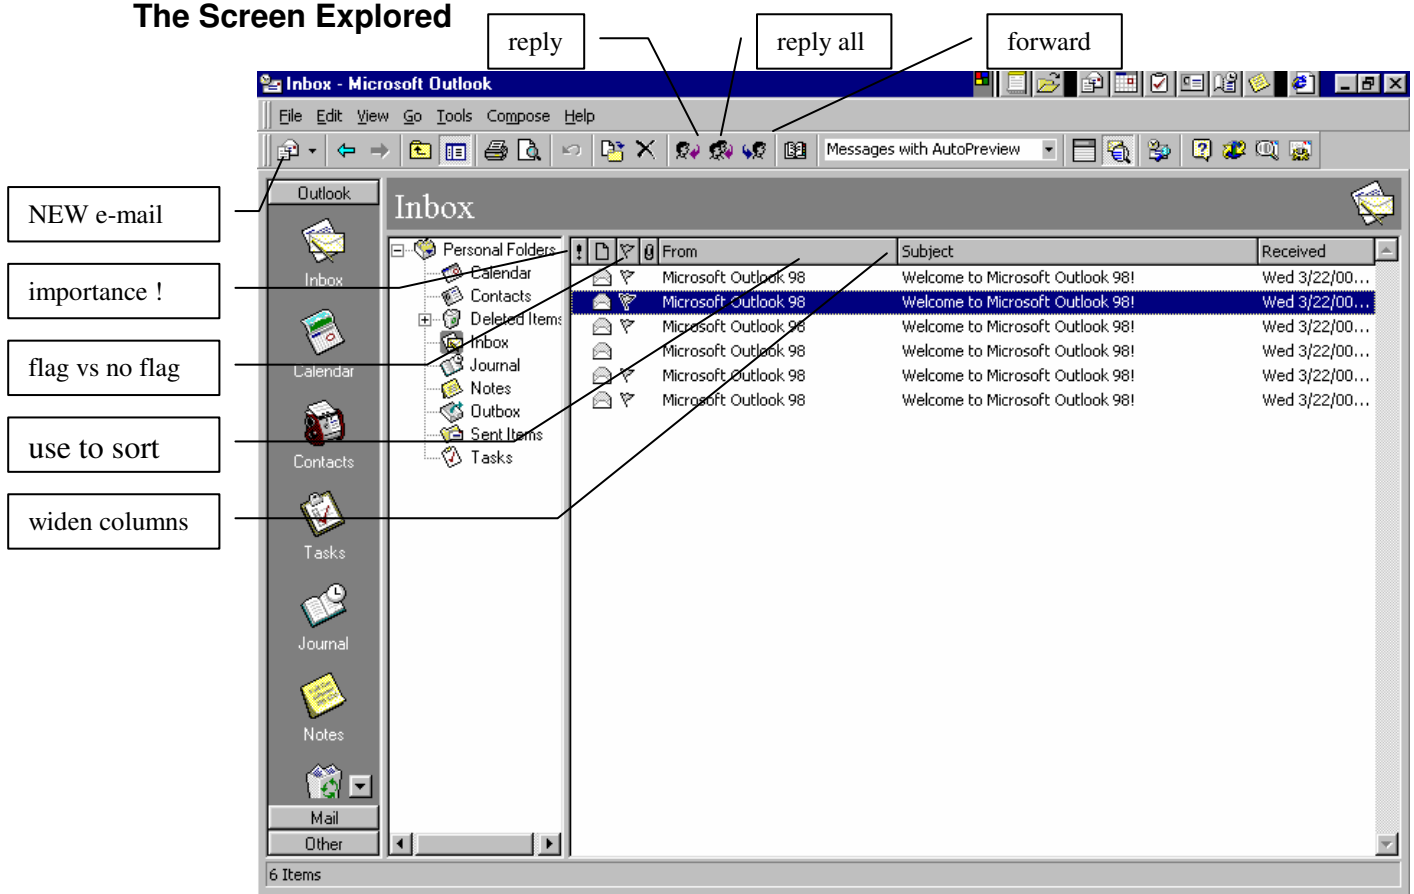 The Screen Explored
reply
reply all
forward
Inbox - Microsoft Outlook
File Edit View Go Tools Compose Help
Messages with AutoPreview
NEW e-mail
importance !
flag vs no flag
use to sort
widen columns
Outlook
Inbox
Calendar
Contacts
Tasks
Journal
Notes
Mail
Other
Inbox
Personal Folders
Calendar
Contacts
Deleted Items
Inbox
Journal
Notes
Outbox
Sent Items
Tasks
! From Subject Received
Microsoft Outlook 98 Welcome to Microsoft Outlook 98! Wed 3/22/00...
Microsoft Outlook 98 Welcome to Microsoft Outlook 98! Wed 3/22/00...
Microsoft Outlook 98 Welcome to Microsoft Outlook 98! Wed 3/22/00...
Microsoft Outlook 98 Welcome to Microsoft Outlook 98! Wed 3/22/00...
Microsoft Outlook 98 Welcome to Microsoft Outlook 98! Wed 3/22/00...
Microsoft Outlook 98 Welcome to Microsoft Outlook 98! Wed 3/22/00...
6 Items